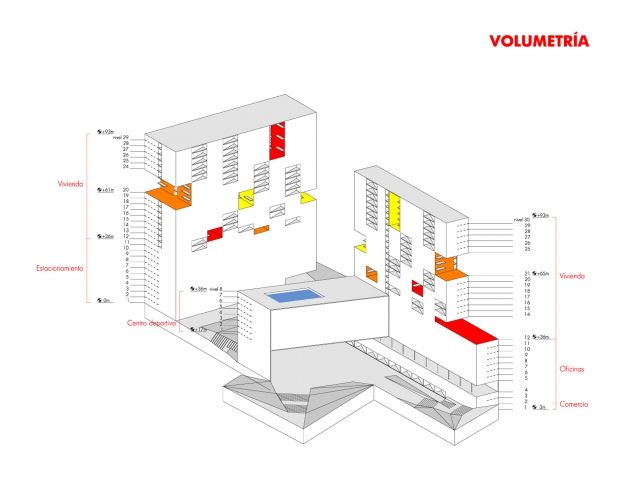 VOLUMETRÍA
+93m
nivel 29
28
27
26
25
24
Vivienda
+61m
20
19
18
17
16
15
14
13
+36m
12
11
10
9
8
7
6
5
4
3
2
1
Estacionamiento
0m
+36m
nivel 8
7
6
5
4
3
2
1
Centro deportivo
+17m
nivel 30
+93m
29
28
27
26
25
21
+65m
Vivienda
20
19
18
17
16
15
14
12
+36m
11
10
9
8
7
6
5
Oficinas
4
3
2
Comercio
1
-3m